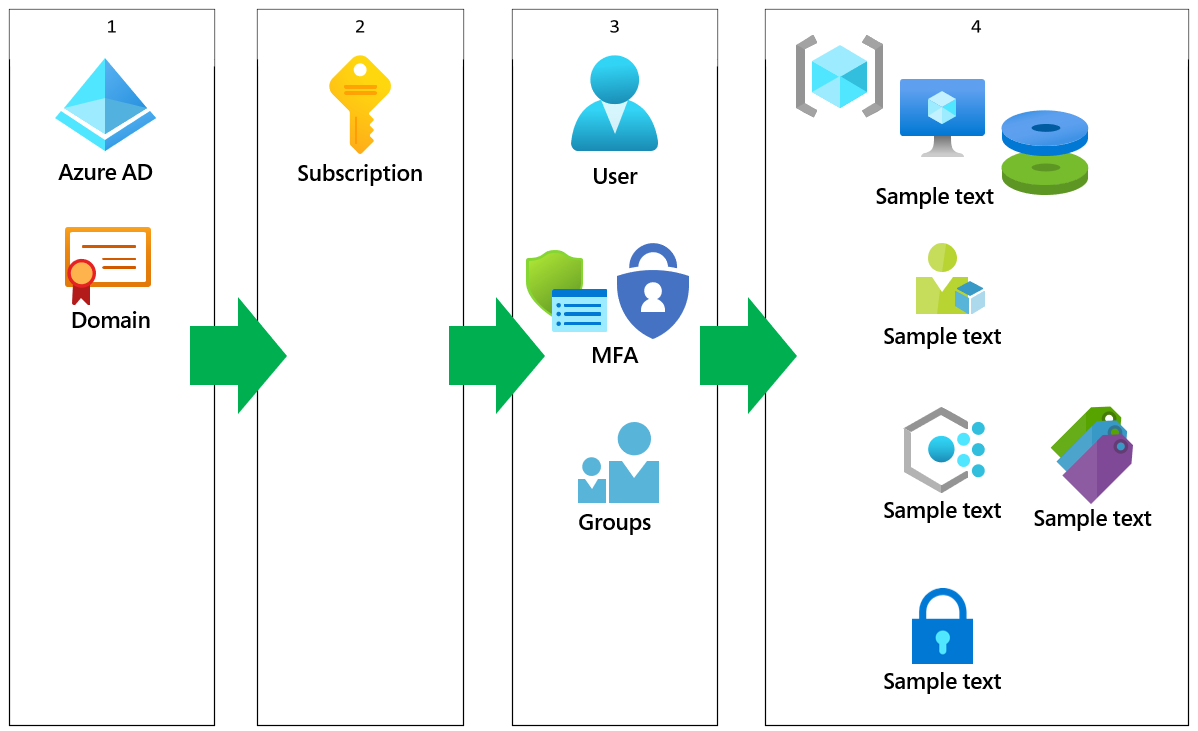 1
Azure AD
Domain
2
Subscription
3
User
MFA
Groups
4
Sample text
Sample text
Sample text
Sample text
Sample text